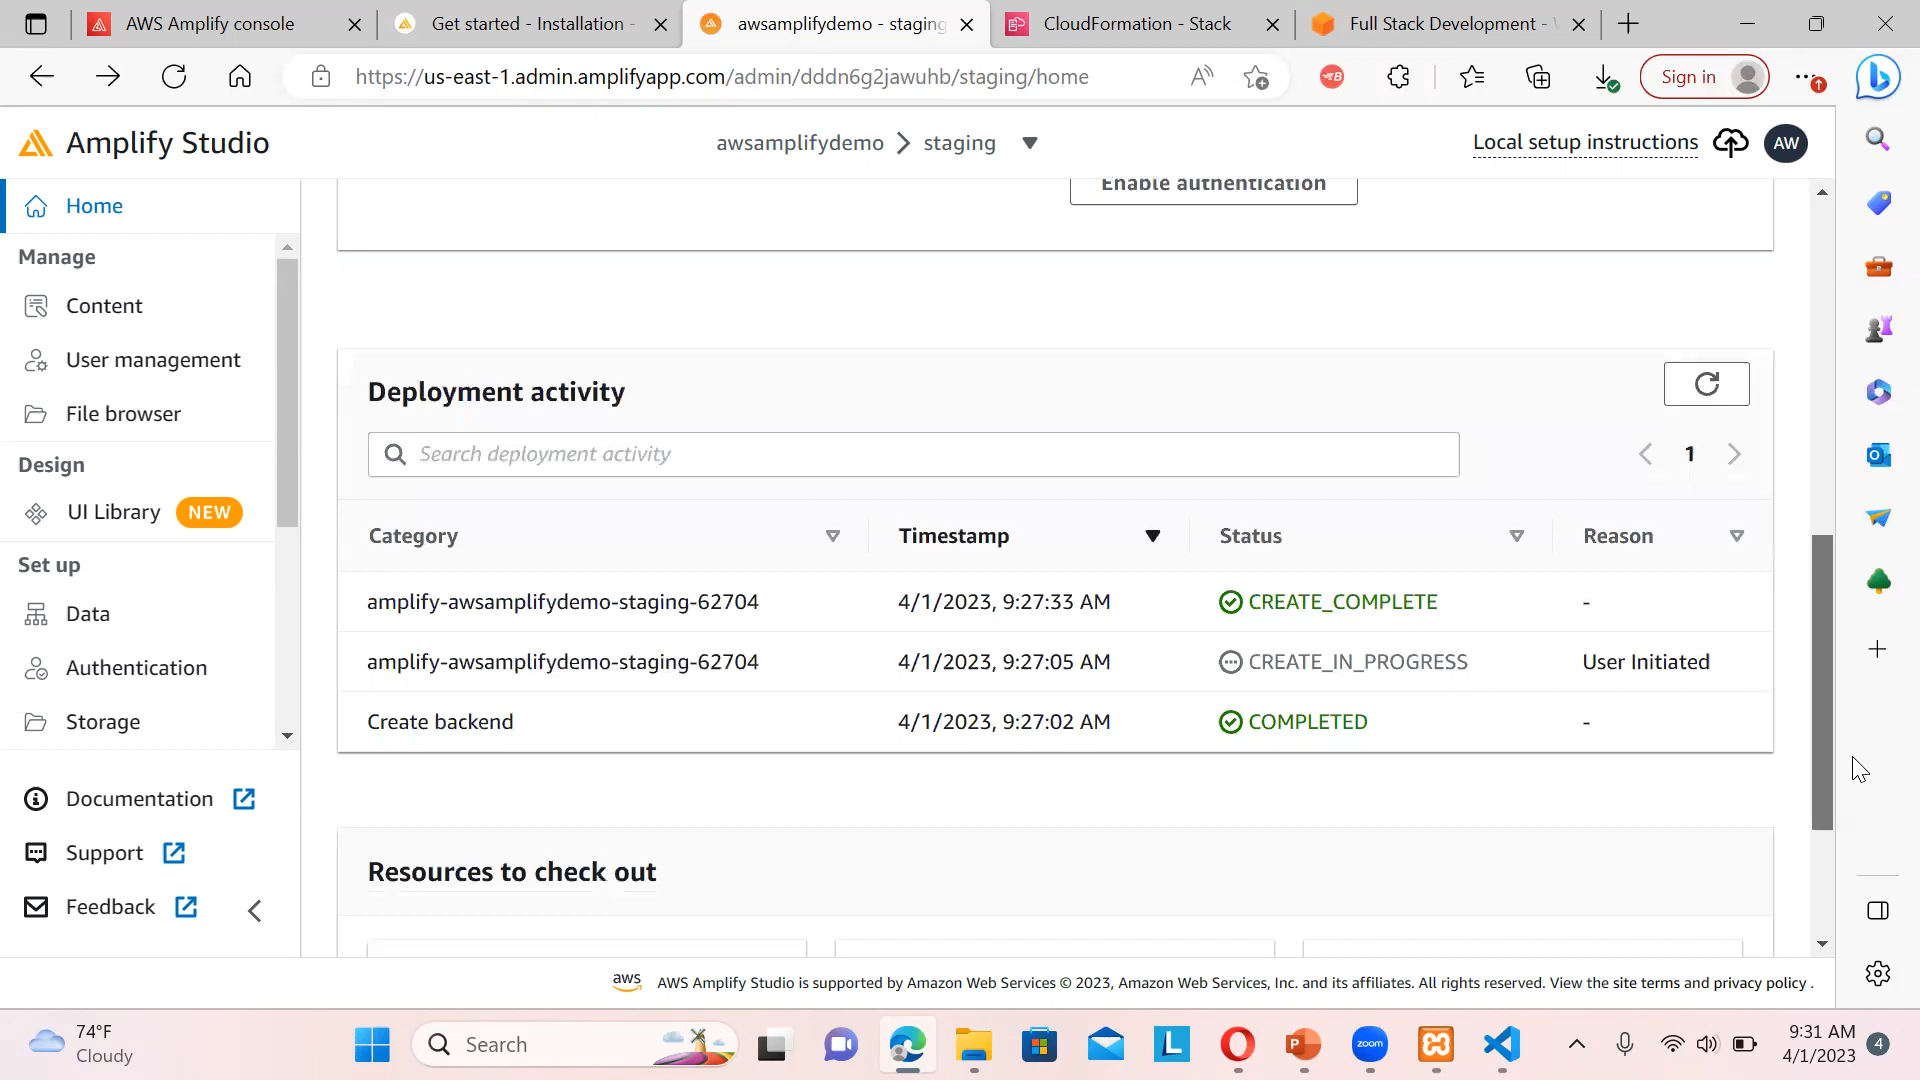 AWS Amplify console
Get started - Installation -
awsamplifydemo - staging
CloudFormation - Stack
Full Stack Development -
https://us-east-1.admin.amplifyapp.com/admin/dddn6g2jawuhb/staging/home
Sign in
Amplify Studio
awsamplifydemo > staging
Local setup instructions
AW
Home
Manage
Content
User management
File browser
Design
UI Library NEW
Set up
Data
Authentication
Storage
Documentation
Support
Feedback
Enable authentication
Deployment activity
Search deployment activity
1
Category Timestamp Status Reason
amplify-awsamplifydemo-staging-62704 4/1/2023, 9:27:33 AM CREATE_COMPLETE -
amplify-awsamplifydemo-staging-62704 4/1/2023, 9:27:05 AM CREATE_IN_PROGRESS User Initiated
Create backend 4/1/2023, 9:27:02 AM COMPLETED -
Resources to check out
aws AWS Amplify Studio is supported by Amazon Web Services © 2023, Amazon Web Services, Inc. and its affiliates. All rights reserved. View the site terms and privacy policy .
74°F
Cloudy
Search
zoom
9:31 AM
4/1/2023
4